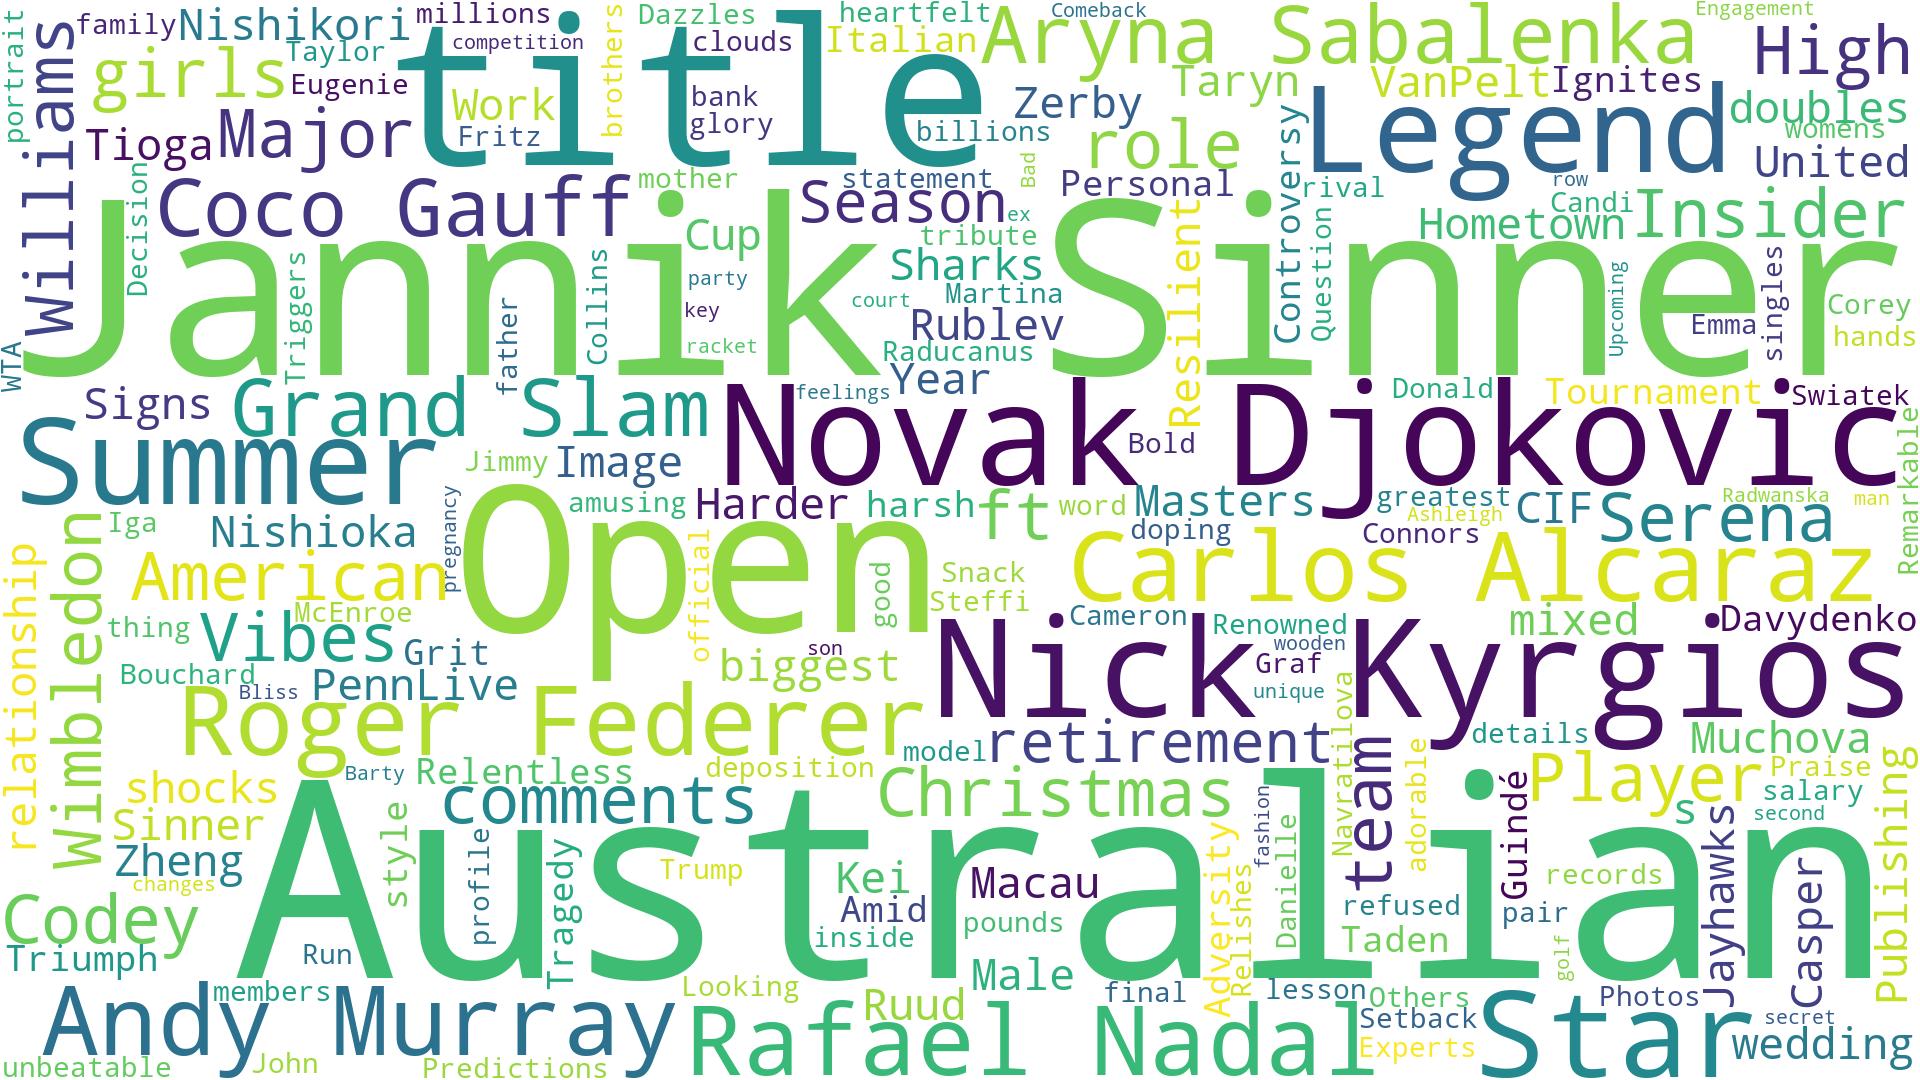 portrait
Williams
family
Nishikori
millions
competition
brothers
Dazzles
clouds
heartfelt
Italian
Comeback
Aryna Sabalenka
Engagement
High
girls
Taylor
Eugenie
title
Work
Fritz
bank
glory
billions
Zerby
Taryn
VanPelt
Ignites
doubles
womens
Tioga
Major
role
Controversy
Legend
United
Decision
Coco Gauff
mother
statement
Season
ex
Bad
Personal
rival
row
Candi
Insider
Hometown
Jannik Sinner
Triggers
Collins
Cup
tribute
Sharks
party
key
racket
court
Martina
Rublev
Raducanus
Resilient
Question
Upcoming
Emma
singles
Corey
hands
WTA
father
Signs
Grand Slam
feelings
Year
Donald
Tournament
Swiatek
Summer
Novak Djokovic
Bold
Remarkable
Jimmy
Image
Iga
Nishioka
pregnancy
amusing
Harder
harsh
ft
word
Masters
doping
greatest
Ashleigh
Connors
CIF
Serena
Radwanska
man
relationship
Wimbledon
American
Open
official
good
Snack
Steffi
Carlos Alcaraz
thing
McEnroe
Vibes
Grit
Bouchard
Bliss
PennLive
son
biggest
Cameron
Renowned
wooden
Graf
unique
mixed
Davydenko
Nick Kyrgios
Roger Federer
model
retirement
Navratilova
team
details
Muchova
shocks
Barty
Relentless
deposition
comments
Christmas
fashion
adorable
Guindé
Player
Praise
salary
s
second
Publishing
Sinner
Zheng
changes
style
profile
Tragedy
Trump
Kei
Amid
inside
Macau
pounds
Adversity
Relishes
Danielle
refused
Taden
records
pair
golf
Jayhawks
Casper
Australian
Codey
Triumph
Run
members
Looking
Ruud
Male
final
lesson
Others
Setback
Experts
Photos
secret
Andy Murray
Rafael Nadal
Star
wedding
unbeatable
John
Predictions